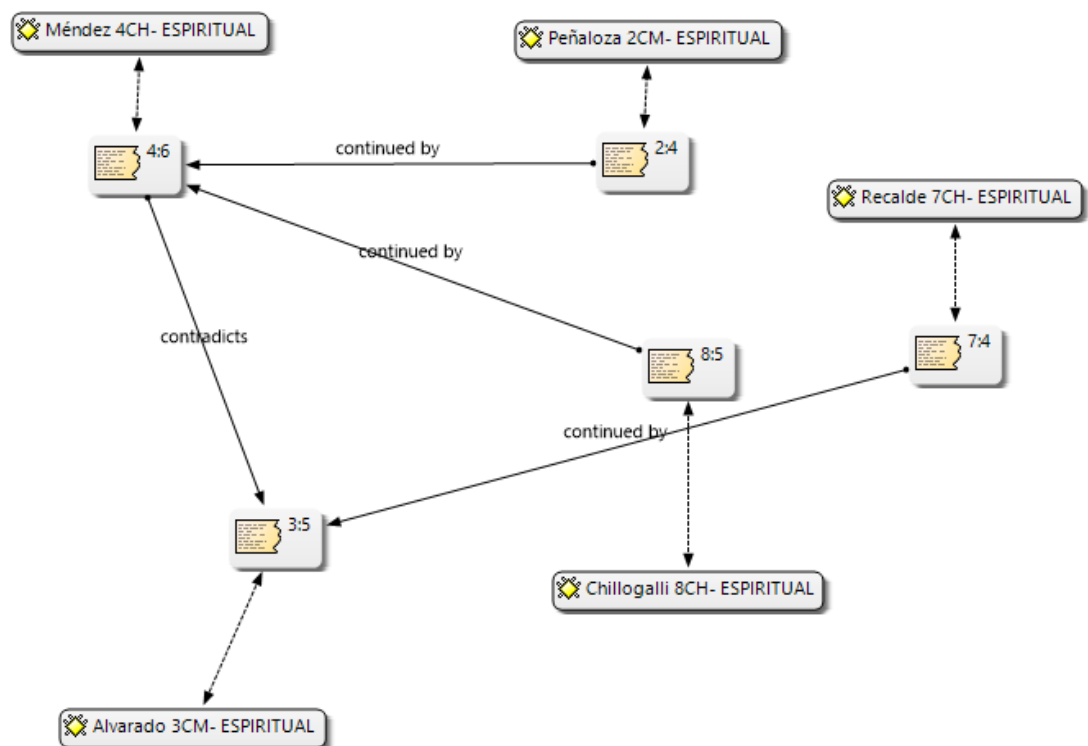 Méndez 4CH- ESPIRITUAL
Peñaloza 2CM- ESPIRITUAL
4:6
continued by
2:4
Recalde 7CH- ESPIRITUAL
continued by
contradicts
8:5
7:4
continued by
3:5
Chillogalli 8CH- ESPIRITUAL
Alvarado 3CM- ESPIRITUAL